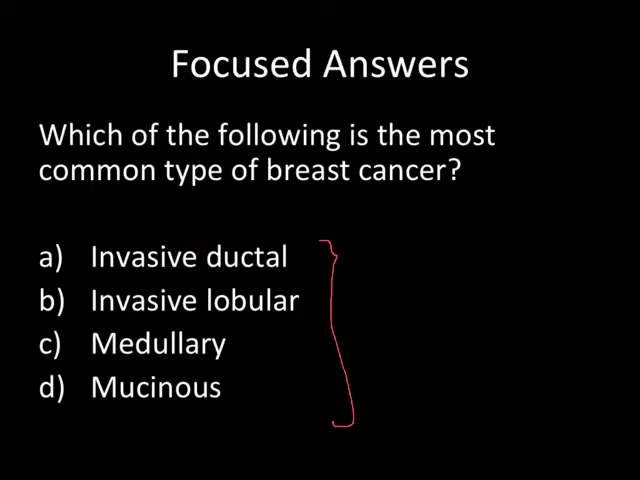 Focused Answers
Which of the following is the most
common type of breast cancer?
a) Invasive ductal
b) Invasive lobular
c) Medullary
d) Mucinous